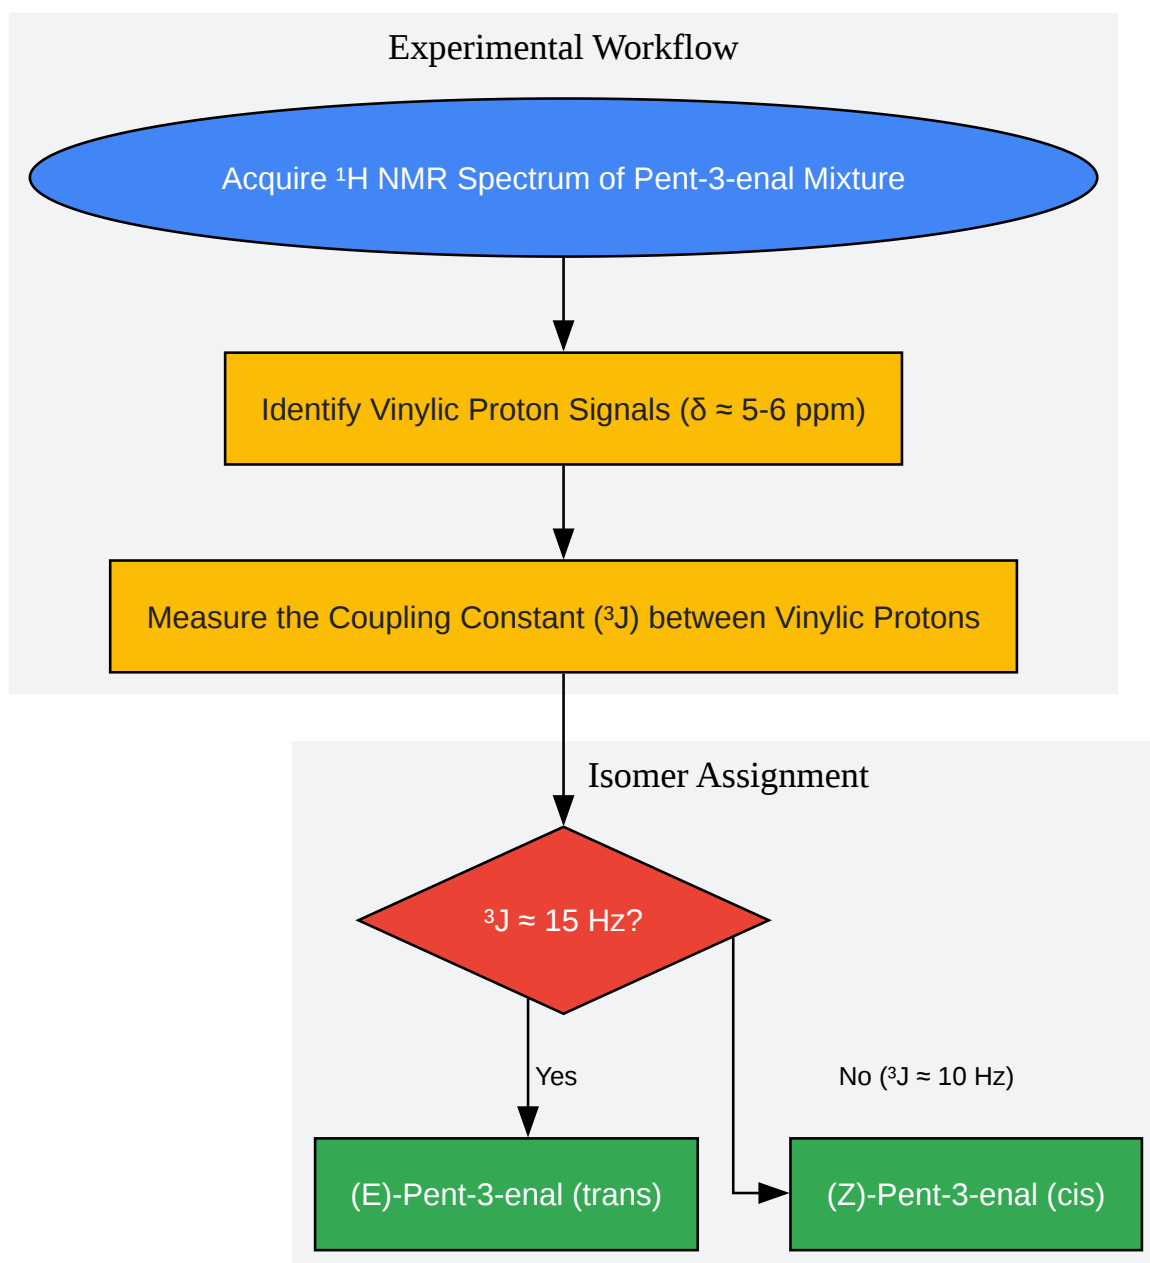 Experimental Workflow
Acquire ¹H NMR Spectrum of Pent-3-enal Mixture
Identify Vinylic Proton Signals (δ ≈ 5-6 ppm)
Measure the Coupling Constant (³J) between Vinylic Protons
Isomer Assignment
³J ≈ 15 Hz?
Yes
No (³J ≈ 10 Hz)
(E)-Pent-3-enal (trans)
(Z)-Pent-3-enal (cis)